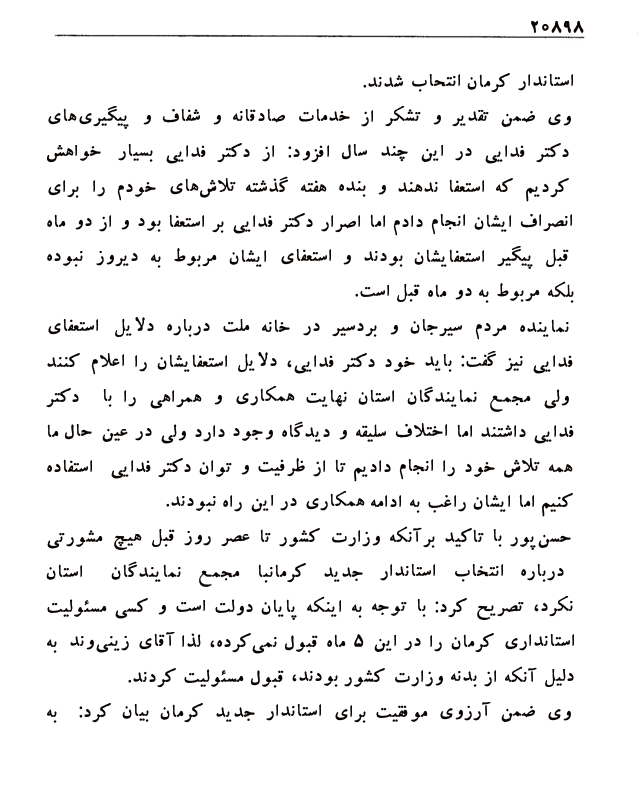 ۲۰۸۹۸
استاندار کرمان انتحاب شدند.
وی ضمن تقدیر و تشکر از خدمات صادقانه و شفاف و پیگیری‌های
دکتر فدایی در این چند سال افزود: از دکتر فدایی بسیار خواهش
کردیم که استعفا ندهند و بنده هفته گذشته تلاش‌های خودم را برای
انصراف ایشان انجام دادم اما اصرار دکتر فدایی بر استعفا بود و از دو ماه
قبل پیگیر استعفایشان بودند و استعفای ایشان مربوط به دیروز نبوده
بلکه مربوط به دو ماه قبل است.
نماینده مردم سیرجان و بردسیر در خانه ملت درباره دلایل استعفای
فدایی نیز گفت: باید خود دکتر فدایی، دلایل استعفایشان را اعلام کنند
ولی مجمع نمایندگان استان نهایت همکاری و همراهی را با دکتر
فدایی داشتند اما اختلاف سلیقه و دیدگاه وجود دارد ولی در عین حال ما
همه تلاش خود را انجام دادیم تا از ظرفیت و توان دکتر فدایی استفاده
کنیم اما ایشان راغب به ادامه همکاری در این راه نبودند.
حسن‌پور با تاکید برآنکه وزارت کشور تا عصر روز قبل هیچ مشورتی
درباره انتخاب استاندار جدید کرمانبا مجمع نمایندگان استان
نکرد، تصریح کرد: با توجه به اینکه پایان دولت است و کسی مسئولیت
استانداری کرمان را در این ۵ ماه قبول نمی‌کرده، لذا آقای زینی‌وند به
دلیل آنکه از بدنه وزارت کشور بودند، قبول مسئولیت کردند.
وی ضمن آرزوی موفقیت برای استاندار جدید کرمان بیان کرد: به